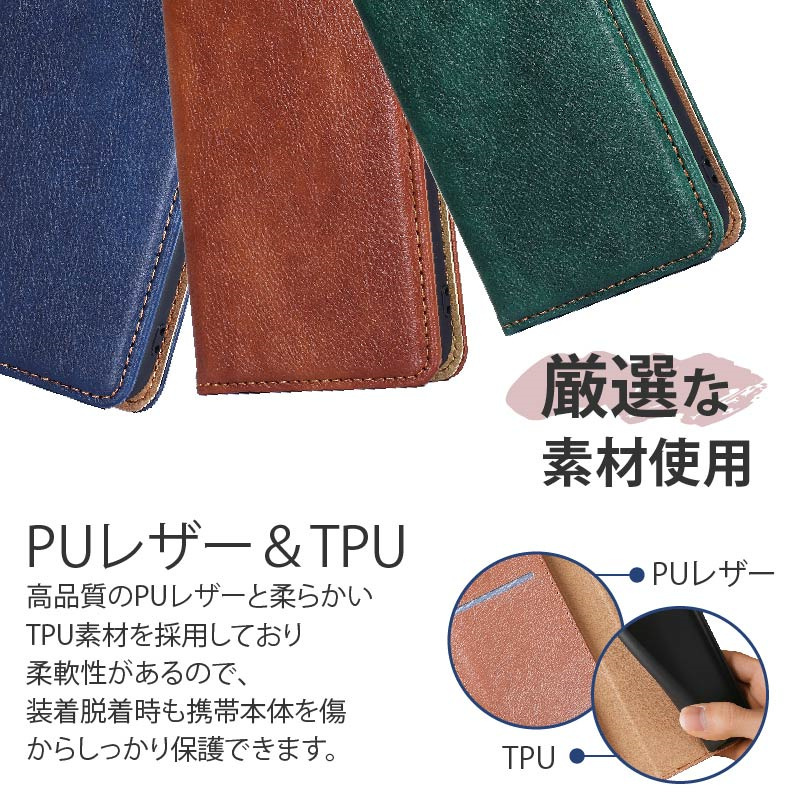 厳選な
素材使用
PUレザー＆TPU
高品質のPUレザーと柔らかい
TPU素材を採用しており
柔軟性があるので、
装着脱着時も携帯本体を傷
からしっかり保護できます。
PUレザー
TPU